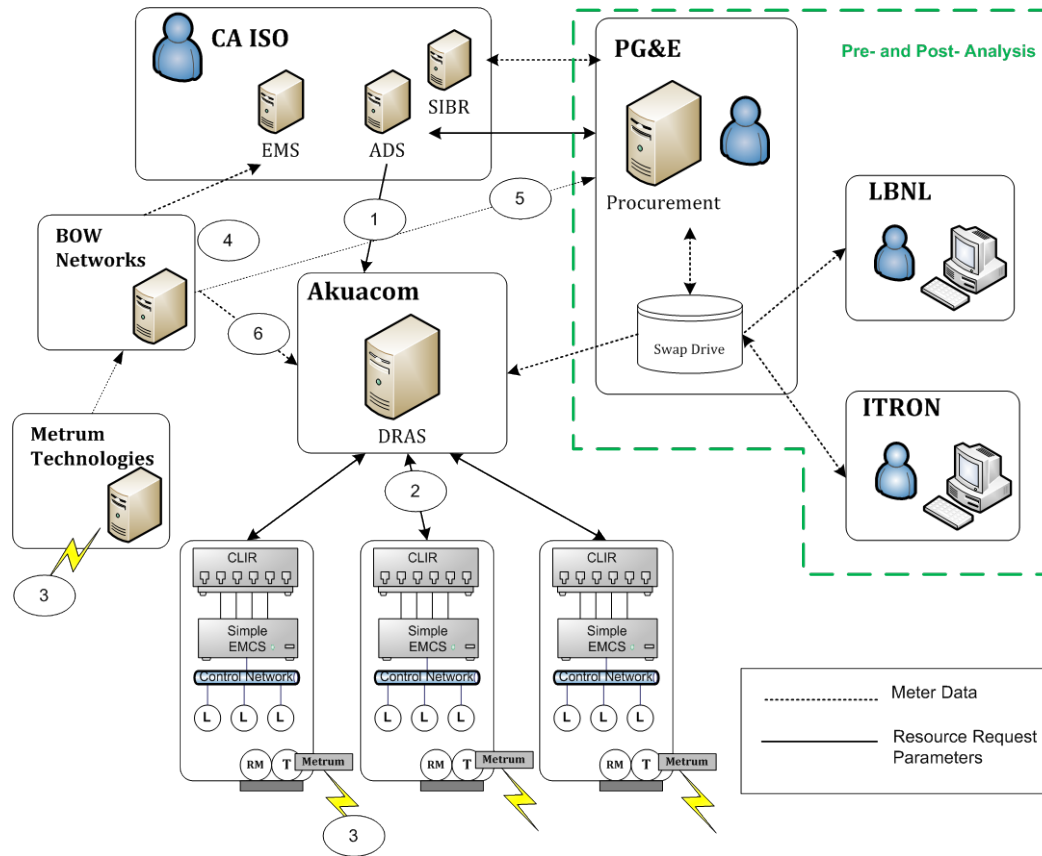 CA ISO
SIBR
EMS
ADS
PG&E
Procurement
Pre- and Post- Analysis
1
5
4
BOW
Networks
6
Akuacom
DRAS
Swap Drive
LBNL
ITRON
Metrum
Technologies
3
2
CLIR
Simple
EMCS
Control Network
L L L
RM T Metrum
CLIR
Simple
EMCS
Control Network
L L L
RM T Metrum
CLIR
Simple
EMCS
Control Network
L L L
RM T Metrum
3
Meter Data
Resource Request
Parameters